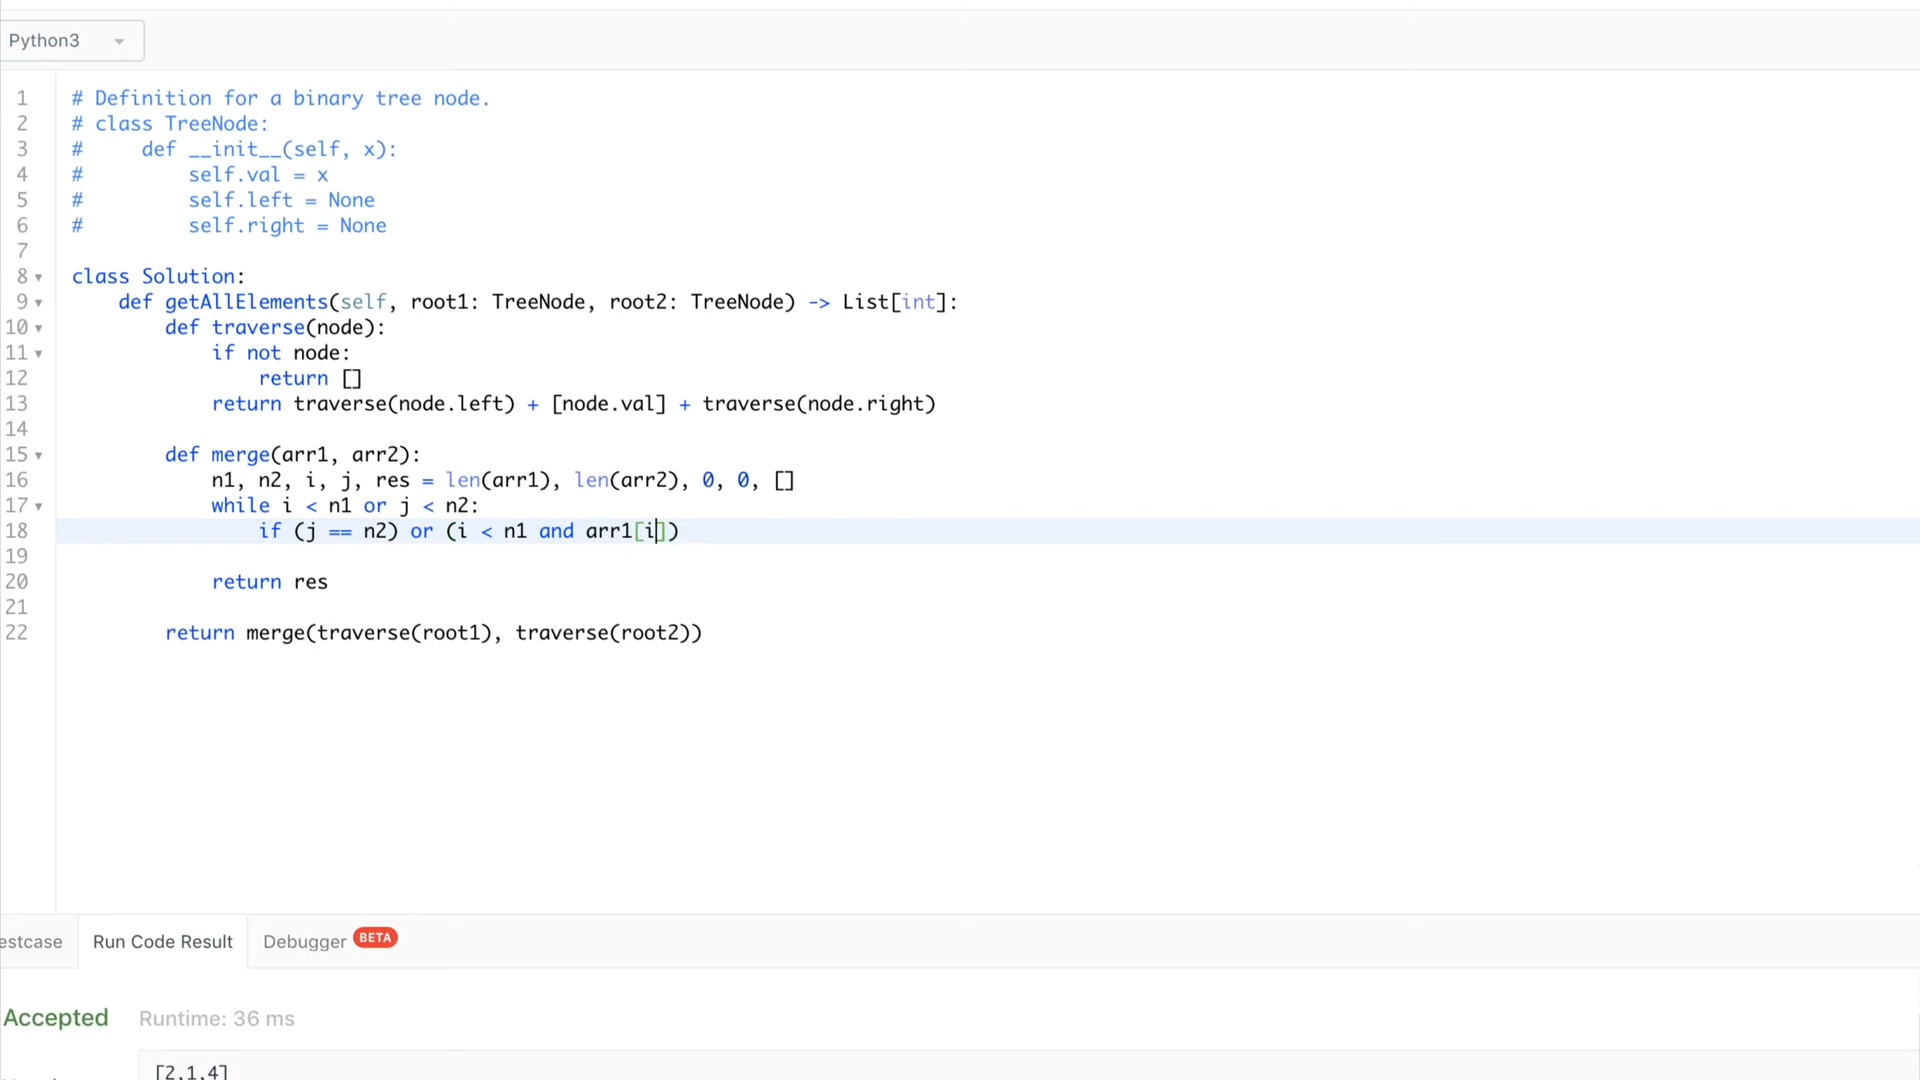 Python3
1 # Definition for a binary tree node.
2 # class TreeNode:
3 #     def __init__(self, x):
4 #         self.val = x
5 #         self.left = None
6 #         self.right = None
7
8 class Solution:
9     def getAllElements(self, root1: TreeNode, root2: TreeNode) -> List[int]:
10         def traverse(node):
11             if not node:
12                 return []
13             return traverse(node.left) + [node.val] + traverse(node.right)
14
15         def merge(arr1, arr2):
16             n1, n2, i, j, res = len(arr1), len(arr2), 0, 0, []
17             while i < n1 or j < n2:
18                 if (j == n2) or (i < n1 and arr1[i])
19
20             return res
21
22         return merge(traverse(root1), traverse(root2))
estcase Run Code Result Debugger BETA
Accepted Runtime: 36 ms
[2,1,4]